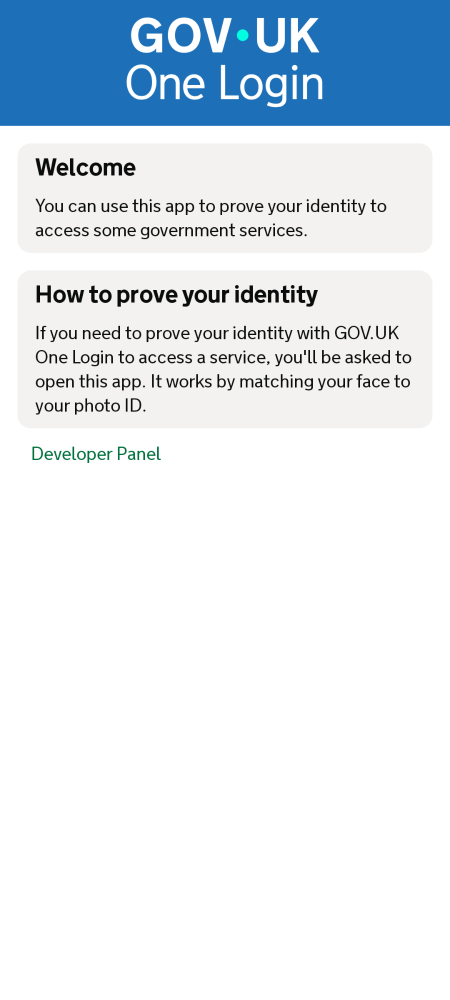 GOV·UK
One Login
Welcome
You can use this app to prove your identity to
access some government services.
How to prove your identity
If you need to prove your identity with GOV.UK
One Login to access a service, you'll be asked to
open this app. It works by matching your face to
your photo ID.
Developer Panel